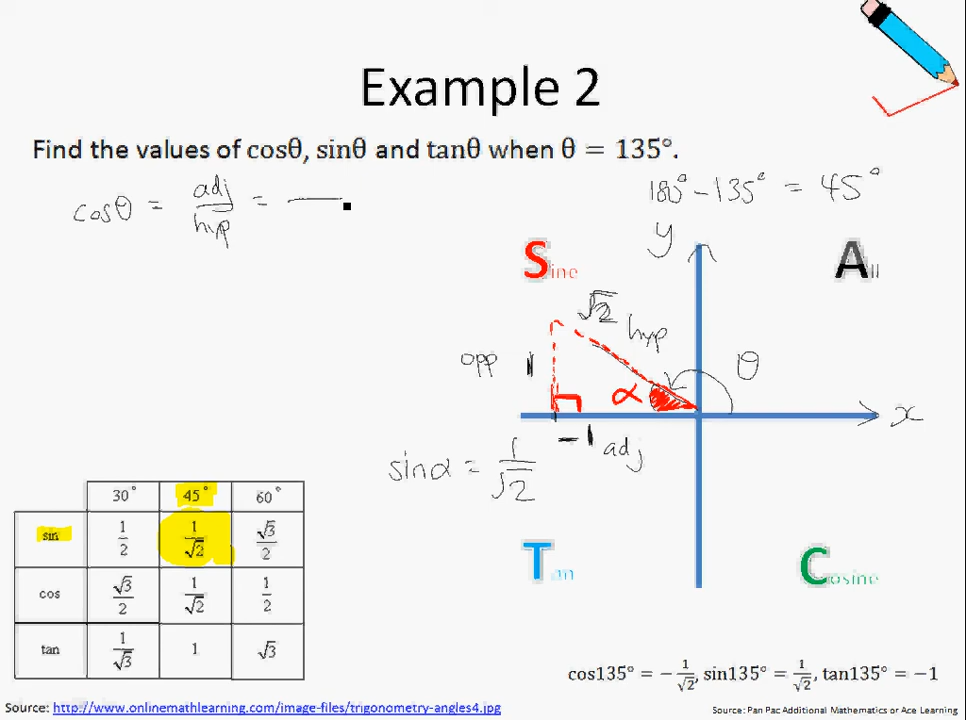 Example 2
Find the values of cosθ, sinθ and tanθ when θ = 135°.
cosθ = adj/hyp =
180° − 135° = 45°
y
Sine
All
√2
hyp
opp 1
α
θ
x
−1 adj
sinα = 1/√2
Tan
Cosine
30° 45° 60°
sin 1/2 1/√2 √3/2
cos √3/2 1/√2 1/2
tan 1/√3 1 √3
cos135° = −1/√2, sin135° = 1/√2, tan135° = −1
Source: http://www.onlinemathlearning.com/image-files/trigonometry-angles4.jpg
Source: Pan Pac Additional Mathematics or Ace Learning